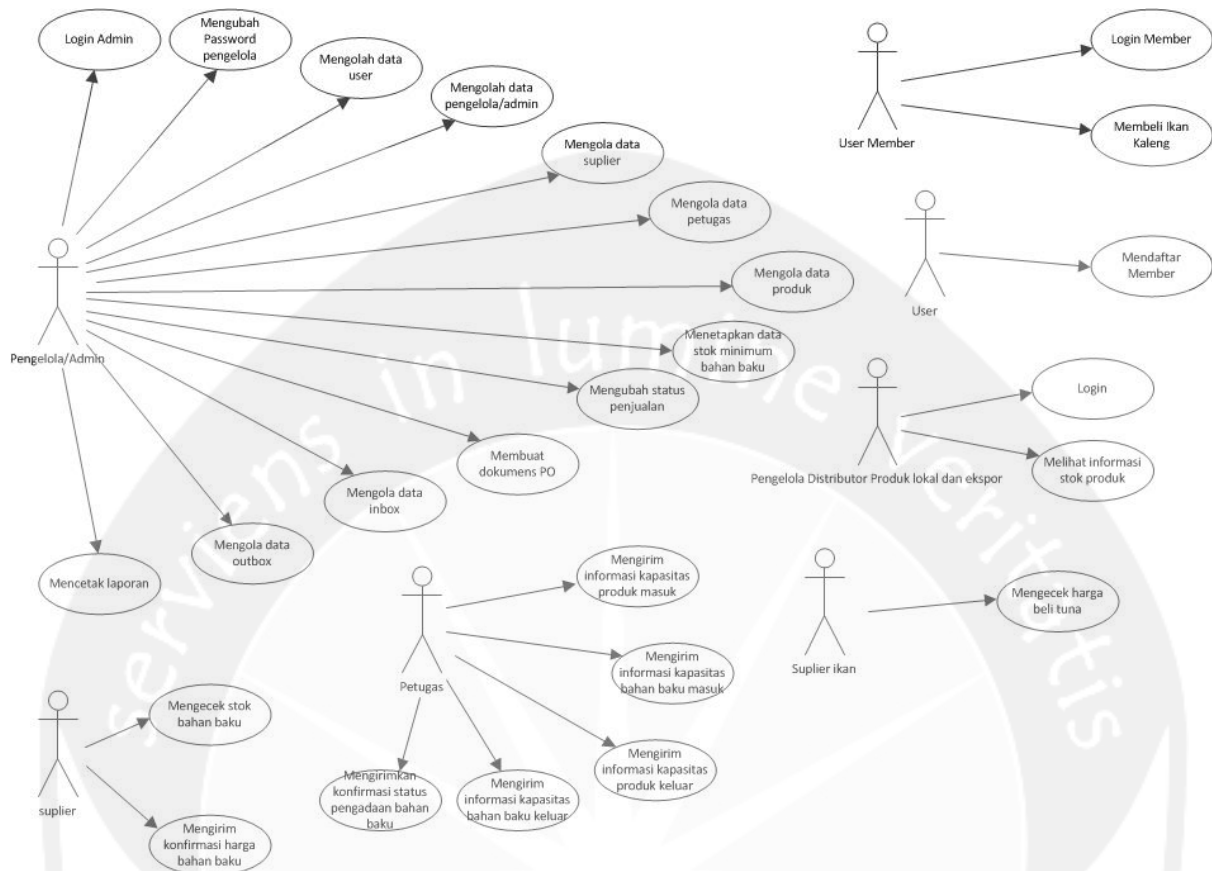 Login Admin
Mengubah
Password
pengelola
Mengolah data
user
Mengolah data
pengelola/admin
Mengola data
suplier
Mengola data
petugas
Mengola data
produk
Menetapkan data
stok minimum
bahan baku
Mengubah status
penjualan
Membuat
dokumens PO
Mengola data
inbox
Mengola data
outbox
Mencetak laporan
Pengelola/Admin
Login Member
Membeli Ikan
Kaleng
User Member
Mendaftar
Member
User
Login
Melihat informasi
stok produk
Pengelola Distributor Produk lokal dan ekspor
Mengecek harga
beli tuna
Suplier ikan
Mengirim
informasi kapasitas
produk masuk
Mengirim
informasi kapasitas
bahan baku masuk
Mengirim
informasi kapasitas
produk keluar
Mengirim
informasi kapasitas
bahan baku keluar
Mengirimkan
konfirmasi status
pengadaan bahan
baku
Petugas
Mengecek stok
bahan baku
Mengirim
konfirmasi harga
bahan baku
suplier
serviens in lumine veritatis